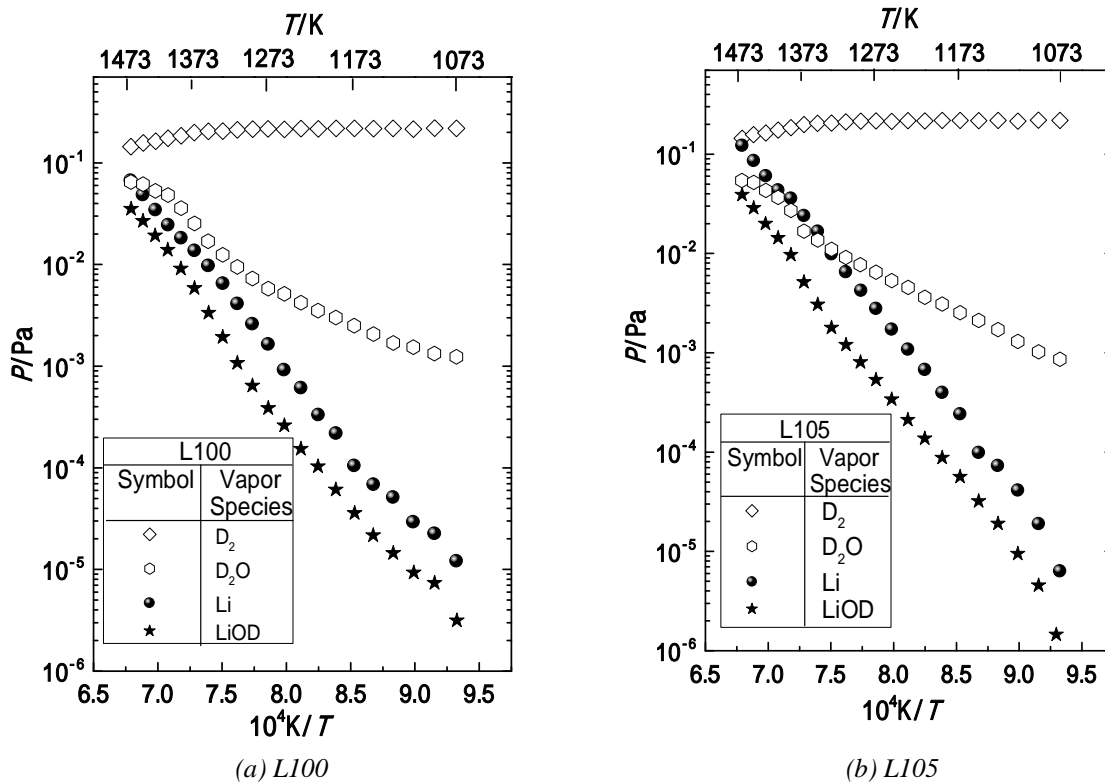 T/K
1473 1373 1273 1173 1073
10⁻¹
10⁻²
10⁻³
10⁻⁴
10⁻⁵
10⁻⁶
P/Pa
L100
Symbol Vapor Species
D₂
D₂O
Li
LiOD
6.5 7.0 7.5 8.0 8.5 9.0 9.5
10⁴K/T
(a) L100
T/K
1473 1373 1273 1173 1073
10⁻¹
10⁻²
10⁻³
10⁻⁴
10⁻⁵
10⁻⁶
P/Pa
L105
Symbol Vapor Species
D₂
D₂O
Li
LiOD
6.5 7.0 7.5 8.0 8.5 9.0 9.5
10⁴K/T
(b) L105